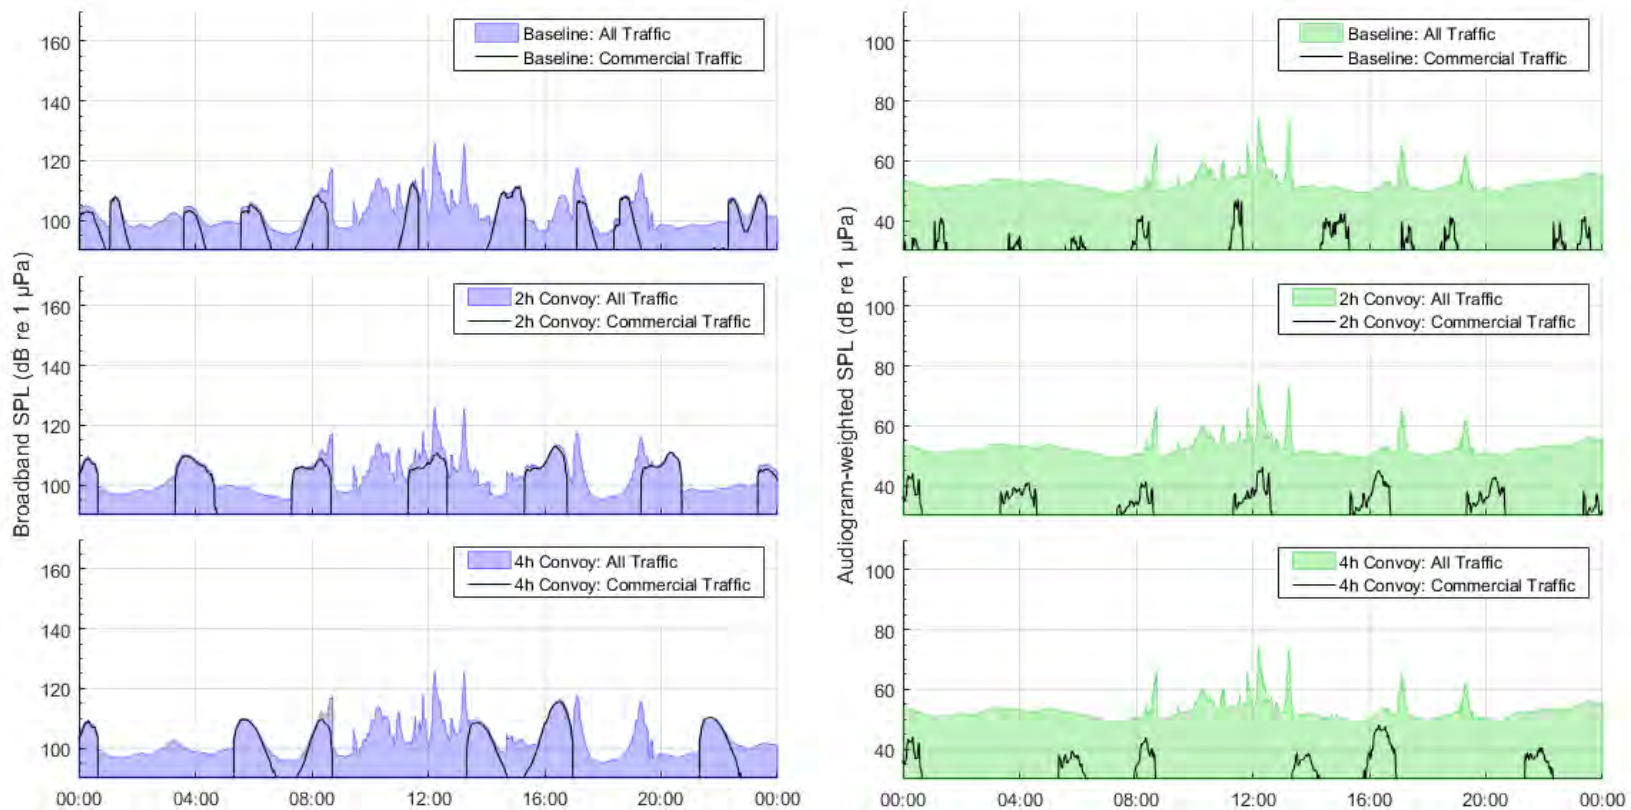 Broadband SPL (dB re 1 µPa)
160
140
120
100
Baseline: All Traffic
Baseline: Commercial Traffic
160
140
120
100
2h Convoy: All Traffic
2h Convoy: Commercial Traffic
160
140
120
100
4h Convoy: All Traffic
4h Convoy: Commercial Traffic
00:00 04:00 08:00 12:00 16:00 20:00 00:00
Audiogram-weighted SPL (dB re 1 µPa)
100
80
60
40
Baseline: All Traffic
Baseline: Commercial Traffic
100
80
60
40
2h Convoy: All Traffic
2h Convoy: Commercial Traffic
100
80
60
40
4h Convoy: All Traffic
4h Convoy: Commercial Traffic
00:00 04:00 08:00 12:00 16:00 20:00 00:00